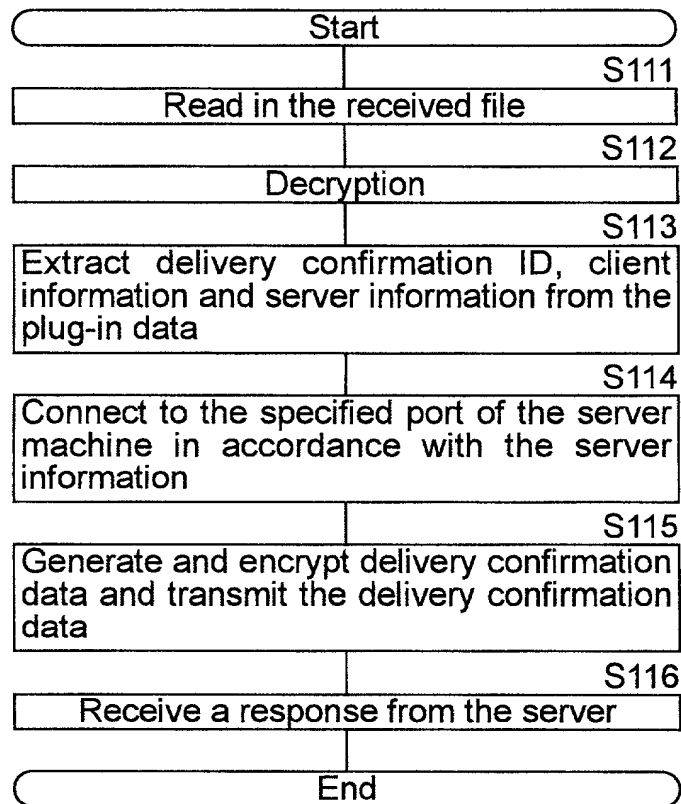 Start
S111
Read in the received file
S112
Decryption
S113
Extract delivery confirmation ID, client
information and server information from the
plug-in data
S114
Connect to the specified port of the server
machine in accordance with the server
information
S115
Generate and encrypt delivery confirmation
data and transmit the delivery confirmation
data
S116
Receive a response from the server
End